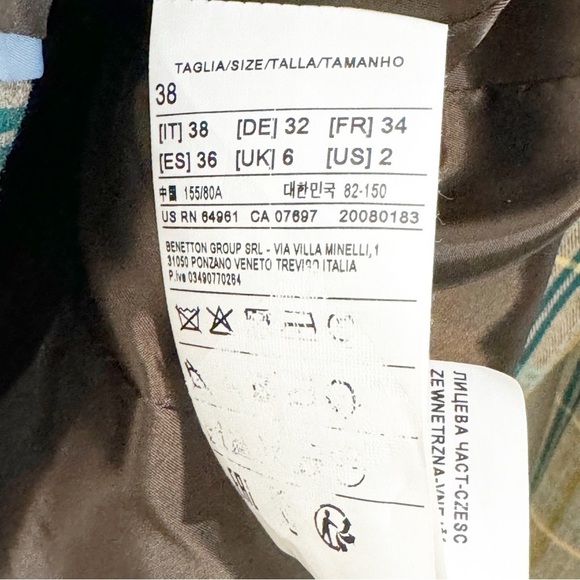 TAGLIA/SIZE/TALLA/TAMANHO
38
[IT] 38 [DE] 32 [FR] 34
[ES] 36 [UK] 6 [US] 2
中国 155/80A 대한민국 82-150
US RN 64961 CA 07697 20080183
BENETTON GROUP SRL - VIA VILLA MINELLI,1
31050 PONZANO VENETO TREVISO ITALIA
P.iva 03490770264
ЛИЦЕВА ЧАСТ-CZESC
ZEWNETRZNA